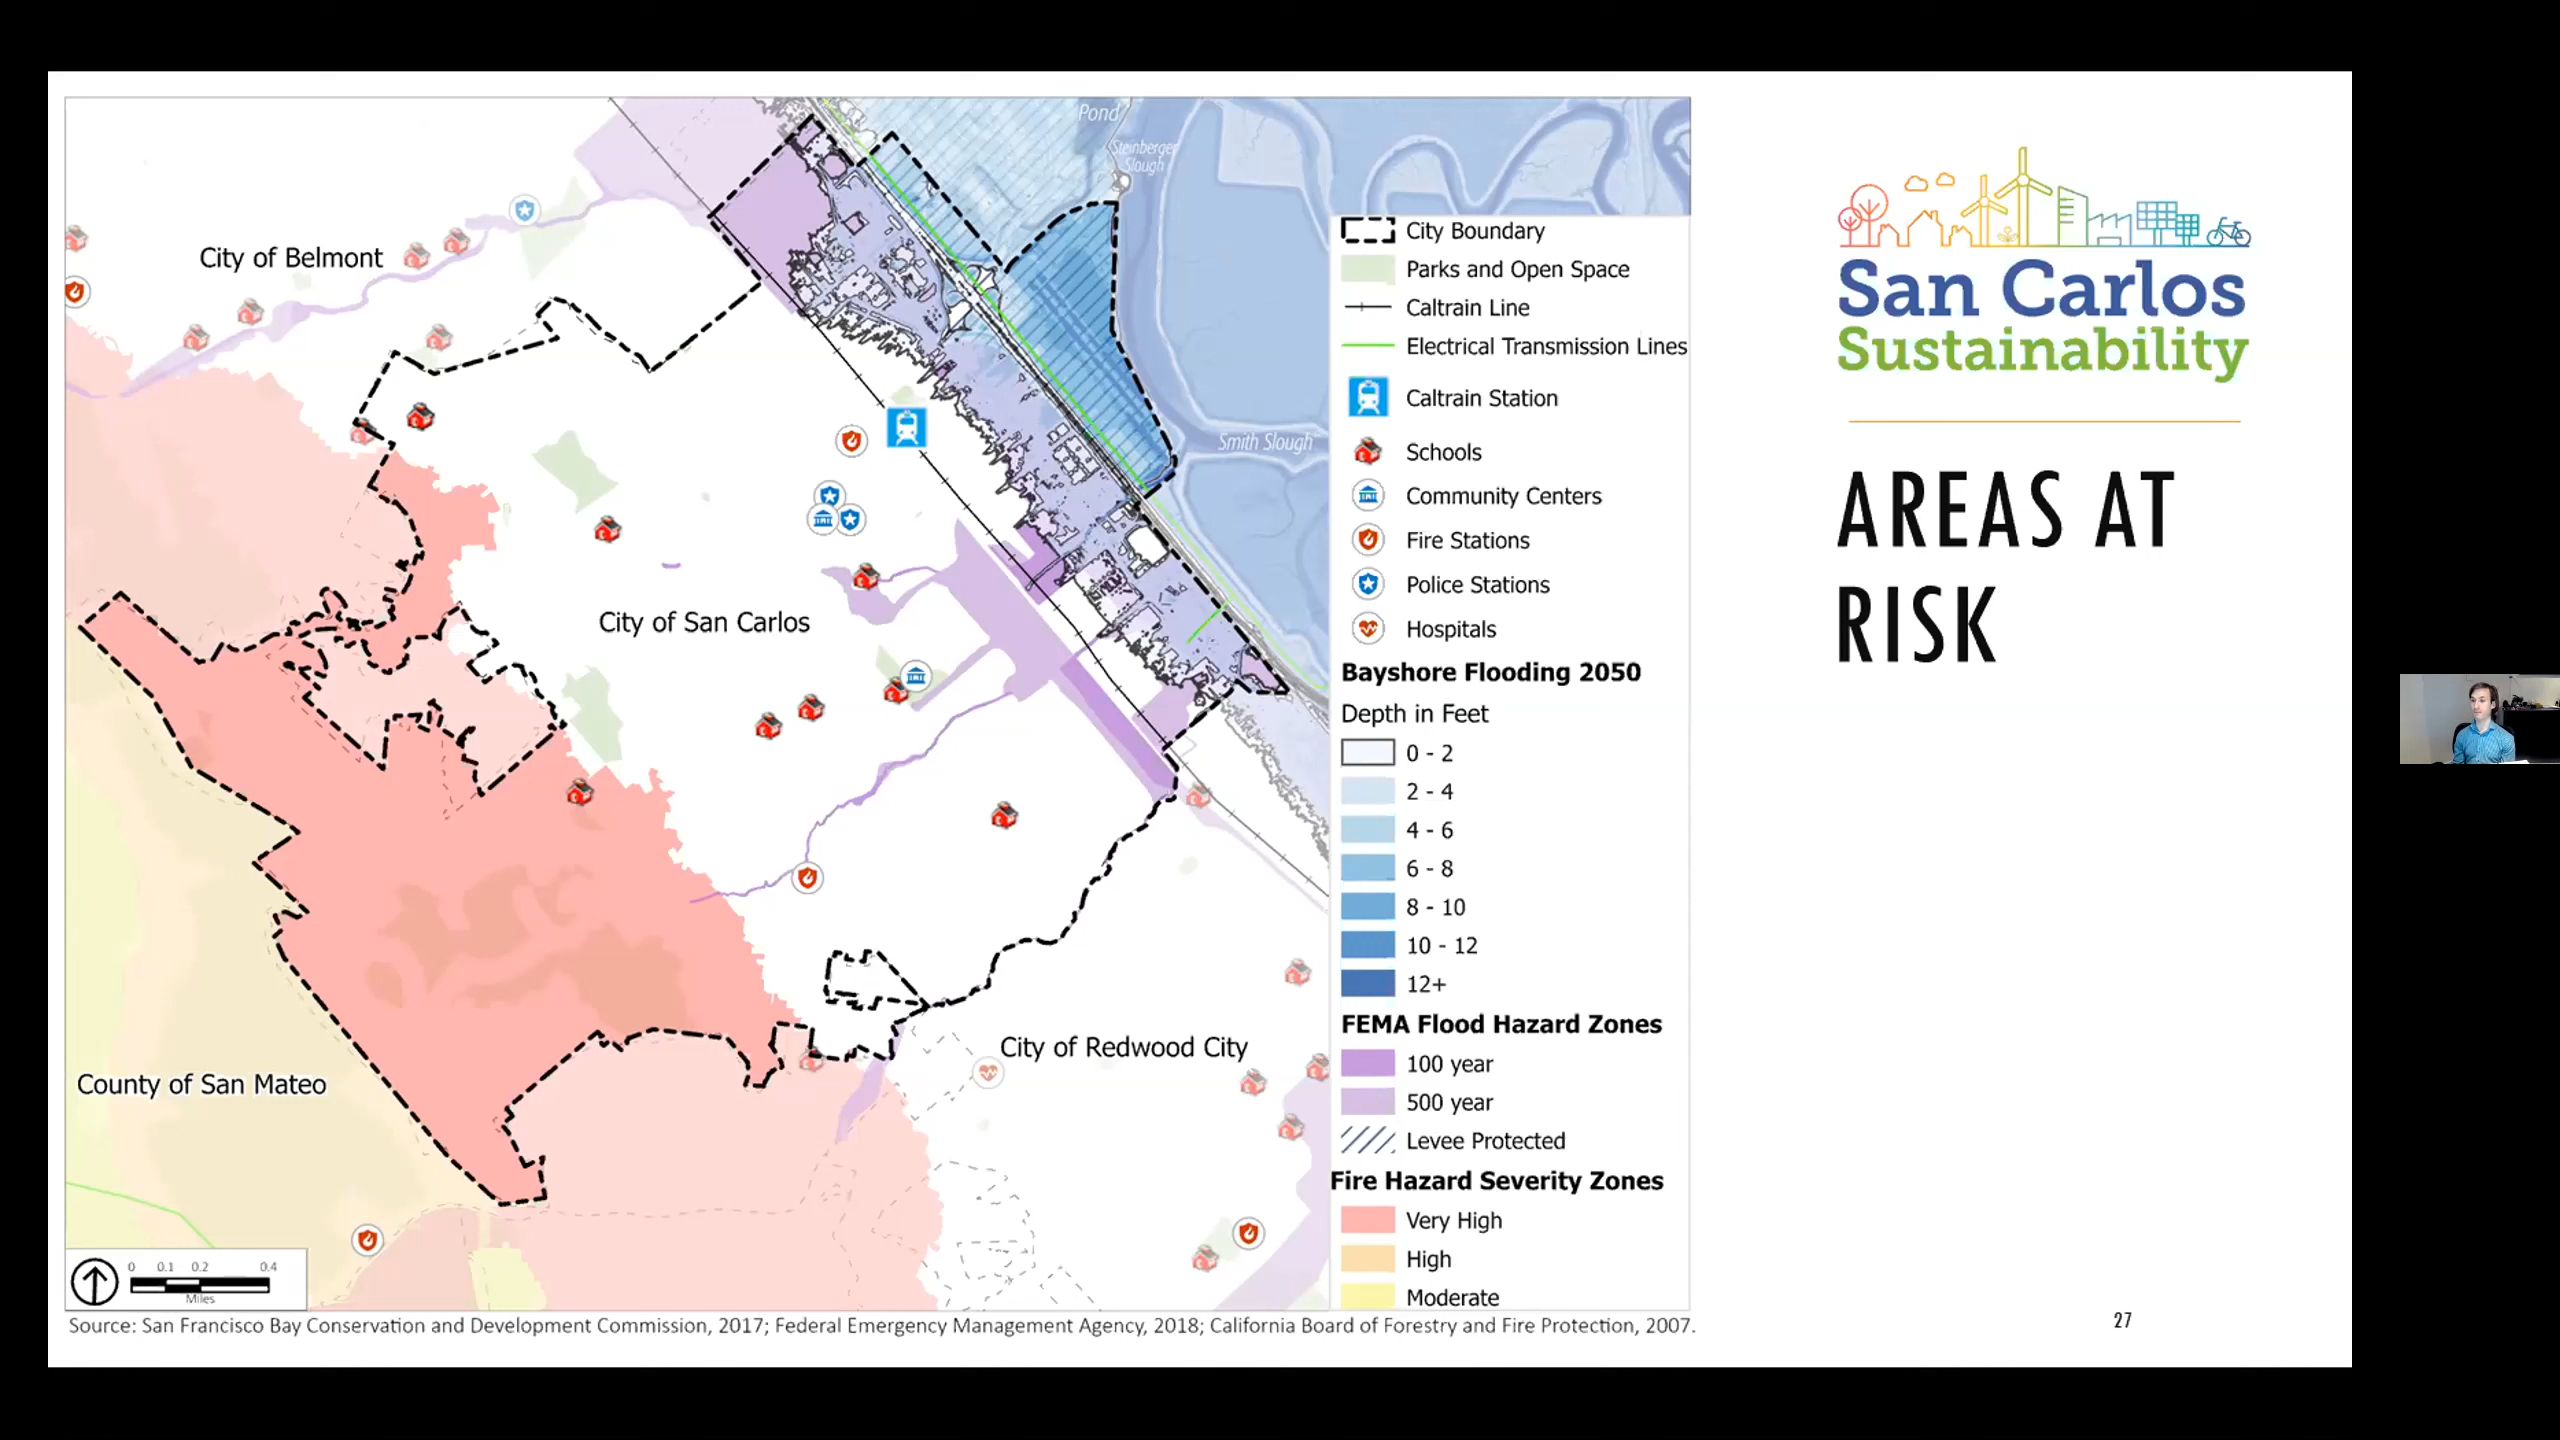 Pond
Steinberger
Slough
City of Belmont
Smith Slough
City of San Carlos
City of Redwood City
County of San Mateo
0 0.1 0.2 0.4
Miles
City Boundary
Parks and Open Space
Caltrain Line
Electrical Transmission Lines
Caltrain Station
Schools
Community Centers
Fire Stations
Police Stations
Hospitals
Bayshore Flooding 2050
Depth in Feet
0 - 2
2 - 4
4 - 6
6 - 8
8 - 10
10 - 12
12+
FEMA Flood Hazard Zones
100 year
500 year
Levee Protected
Fire Hazard Severity Zones
Very High
High
Moderate
Source: San Francisco Bay Conservation and Development Commission, 2017; Federal Emergency Management Agency, 2018; California Board of Forestry and Fire Protection, 2007.
San Carlos
Sustainability
AREAS AT
RISK
27